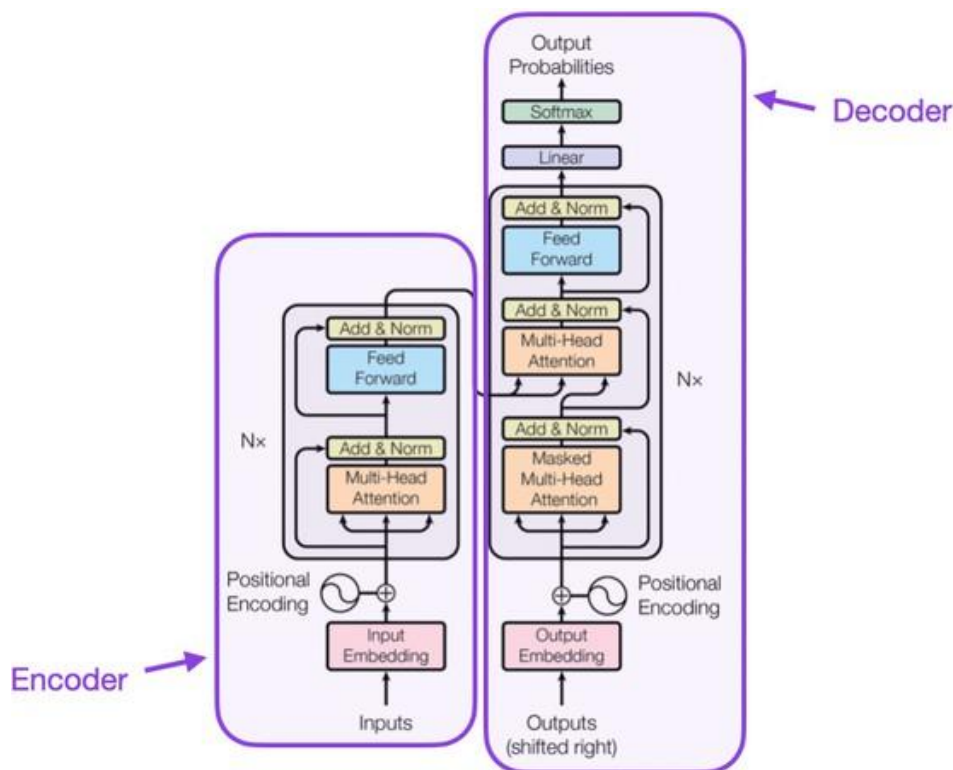 Output
Probabilities
Softmax
Linear
Add & Norm
Feed
Forward
Add & Norm
Multi-Head
Attention
Add & Norm
Masked
Multi-Head
Attention
Nx
Positional
Encoding
Output
Embedding
Outputs
(shifted right)
Decoder
Add & Norm
Feed
Forward
Add & Norm
Multi-Head
Attention
Nx
Positional
Encoding
Input
Embedding
Inputs
Encoder